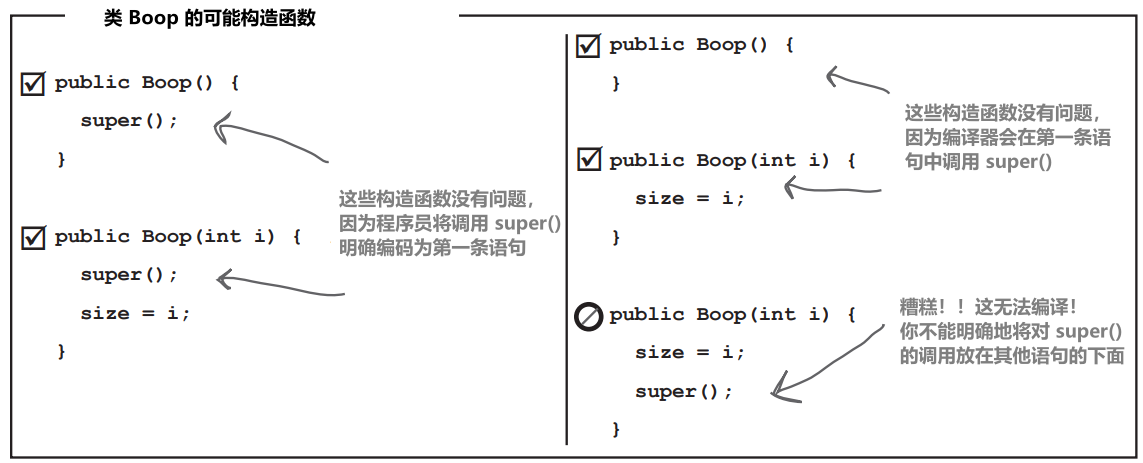 类 Boop 的可能构造函数
public Boop() {
super();
}
这些构造函数没有问题，
因为程序员将调用 super()
明确编码为第一条语句
public Boop(int i) {
super();
size = i;
}
public Boop() {
}
这些构造函数没有问题，
因为编译器会在第一条语
句中调用 super()
public Boop(int i) {
size = i;
}
public Boop(int i) {
size = i;
super();
}
糟糕！！这无法编译！
你不能明确地将对 super()
的调用放在其他语句的下面